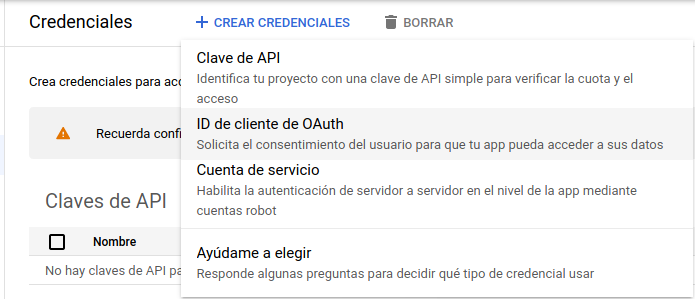 Credenciales
CREAR CREDENCIALES
BORRAR
Clave de API
Identifica tu proyecto con una clave de API simple para verificar la cuota y el
acceso
ID de cliente de OAuth
Solicita el consentimiento del usuario para que tu app pueda acceder a sus datos
Cuenta de servicio
Habilita la autenticación de servidor a servidor en el nivel de la app mediante
cuentas robot
Ayúdame a elegir
Responde algunas preguntas para decidir qué tipo de credencial usar
Crea credenciales para acc
Recuerda confi
Claves de API
Nombre
No hay claves de API pa